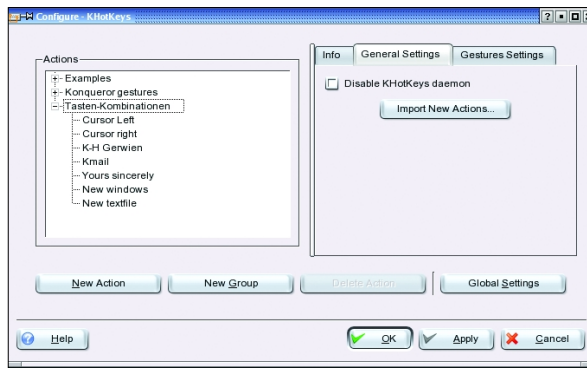 Configure - KHotKeys
Actions
Examples
Konqueror gestures
Tasten-Kombinationen
Cursor Left
Cursor right
K-H Gerwien
Kmail
Yours sincerely
New windows
New textfile
Info
General Settings
Gestures Settings
Disable KHotKeys daemon
Import New Actions...
New Action
New Group
Delete Action
Global Settings
Help
OK
Apply
Cancel